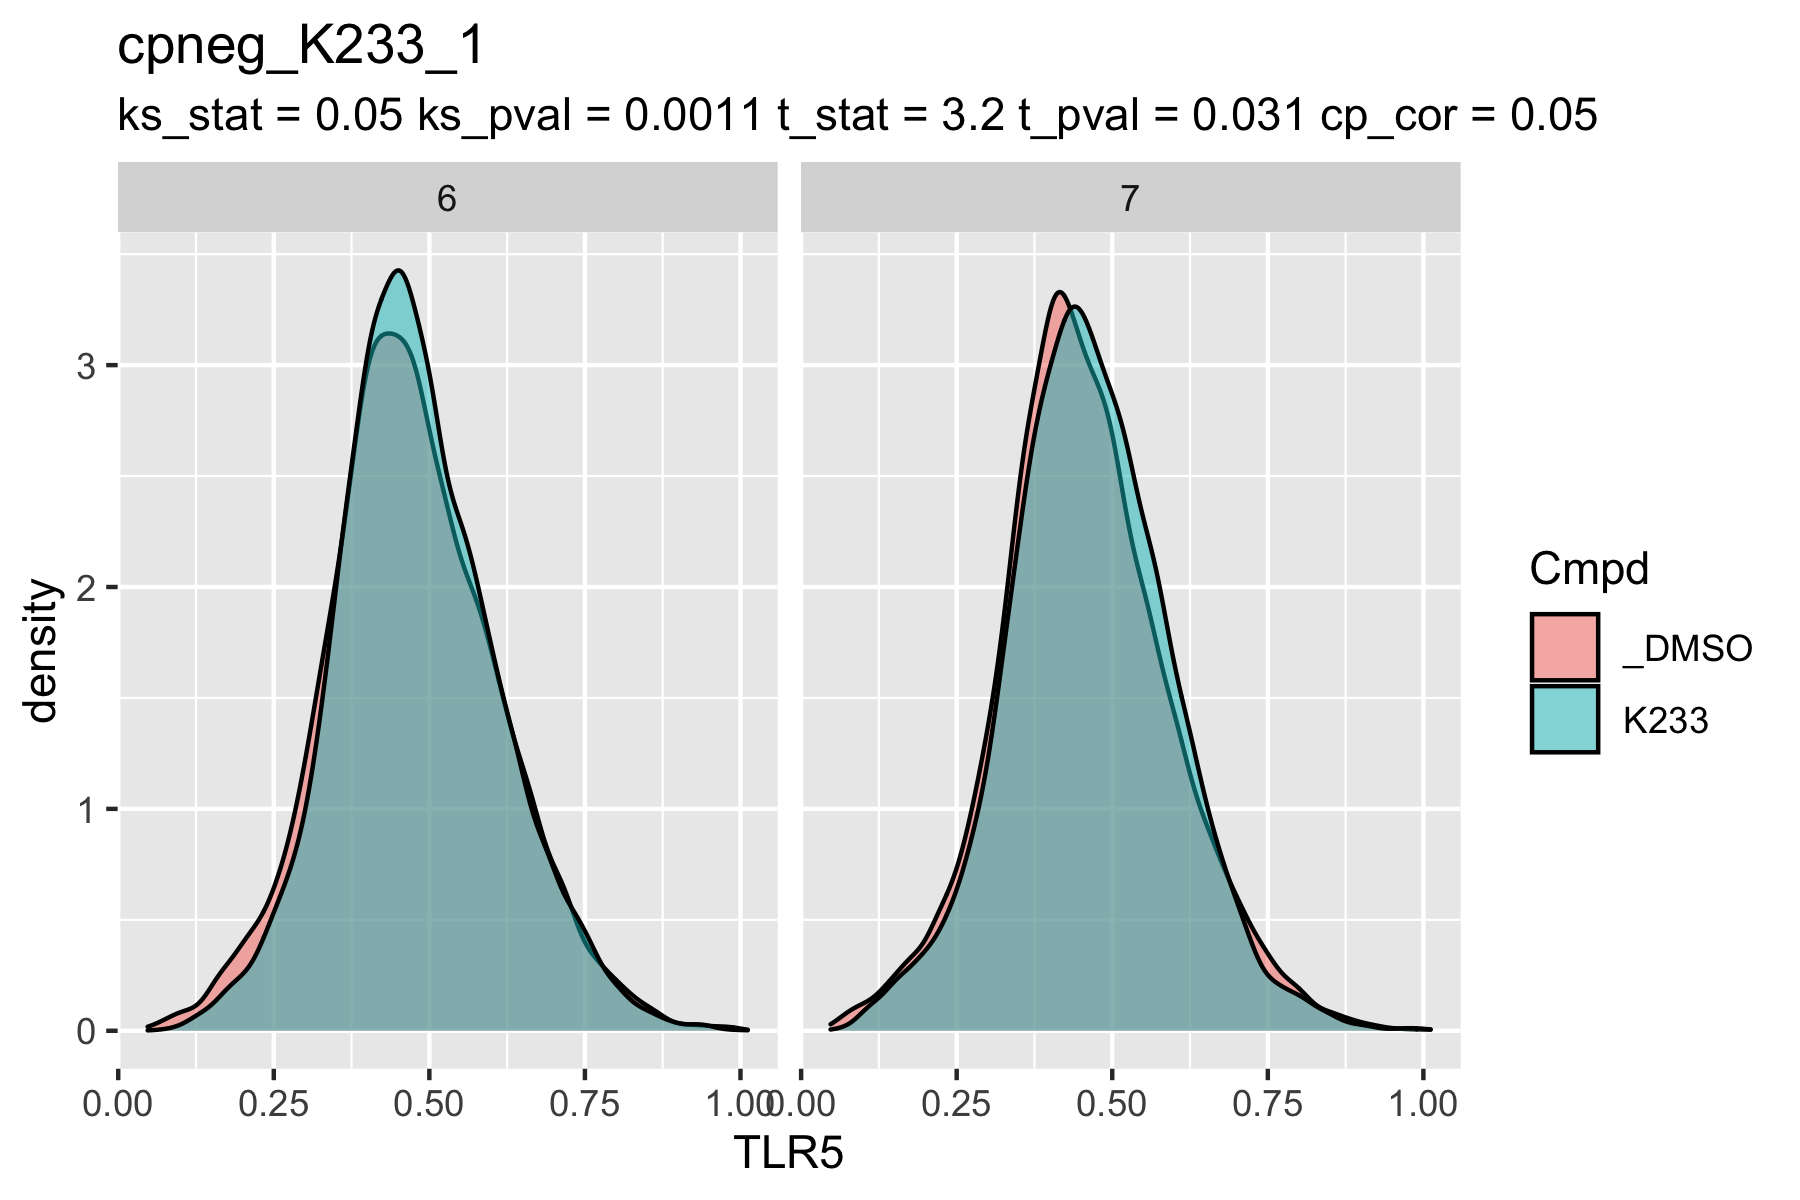 cpneg_K233_1
ks_stat = 0.05 ks_pval = 0.0011 t_stat = 3.2 t_pval = 0.031 cp_cor = 0.05
6
7
density
3
2
1
0
0.00 0.25 0.50 0.75 1.00
0.00 0.25 0.50 0.75 1.00
TLR5
Cmpd
_DMSO
K233